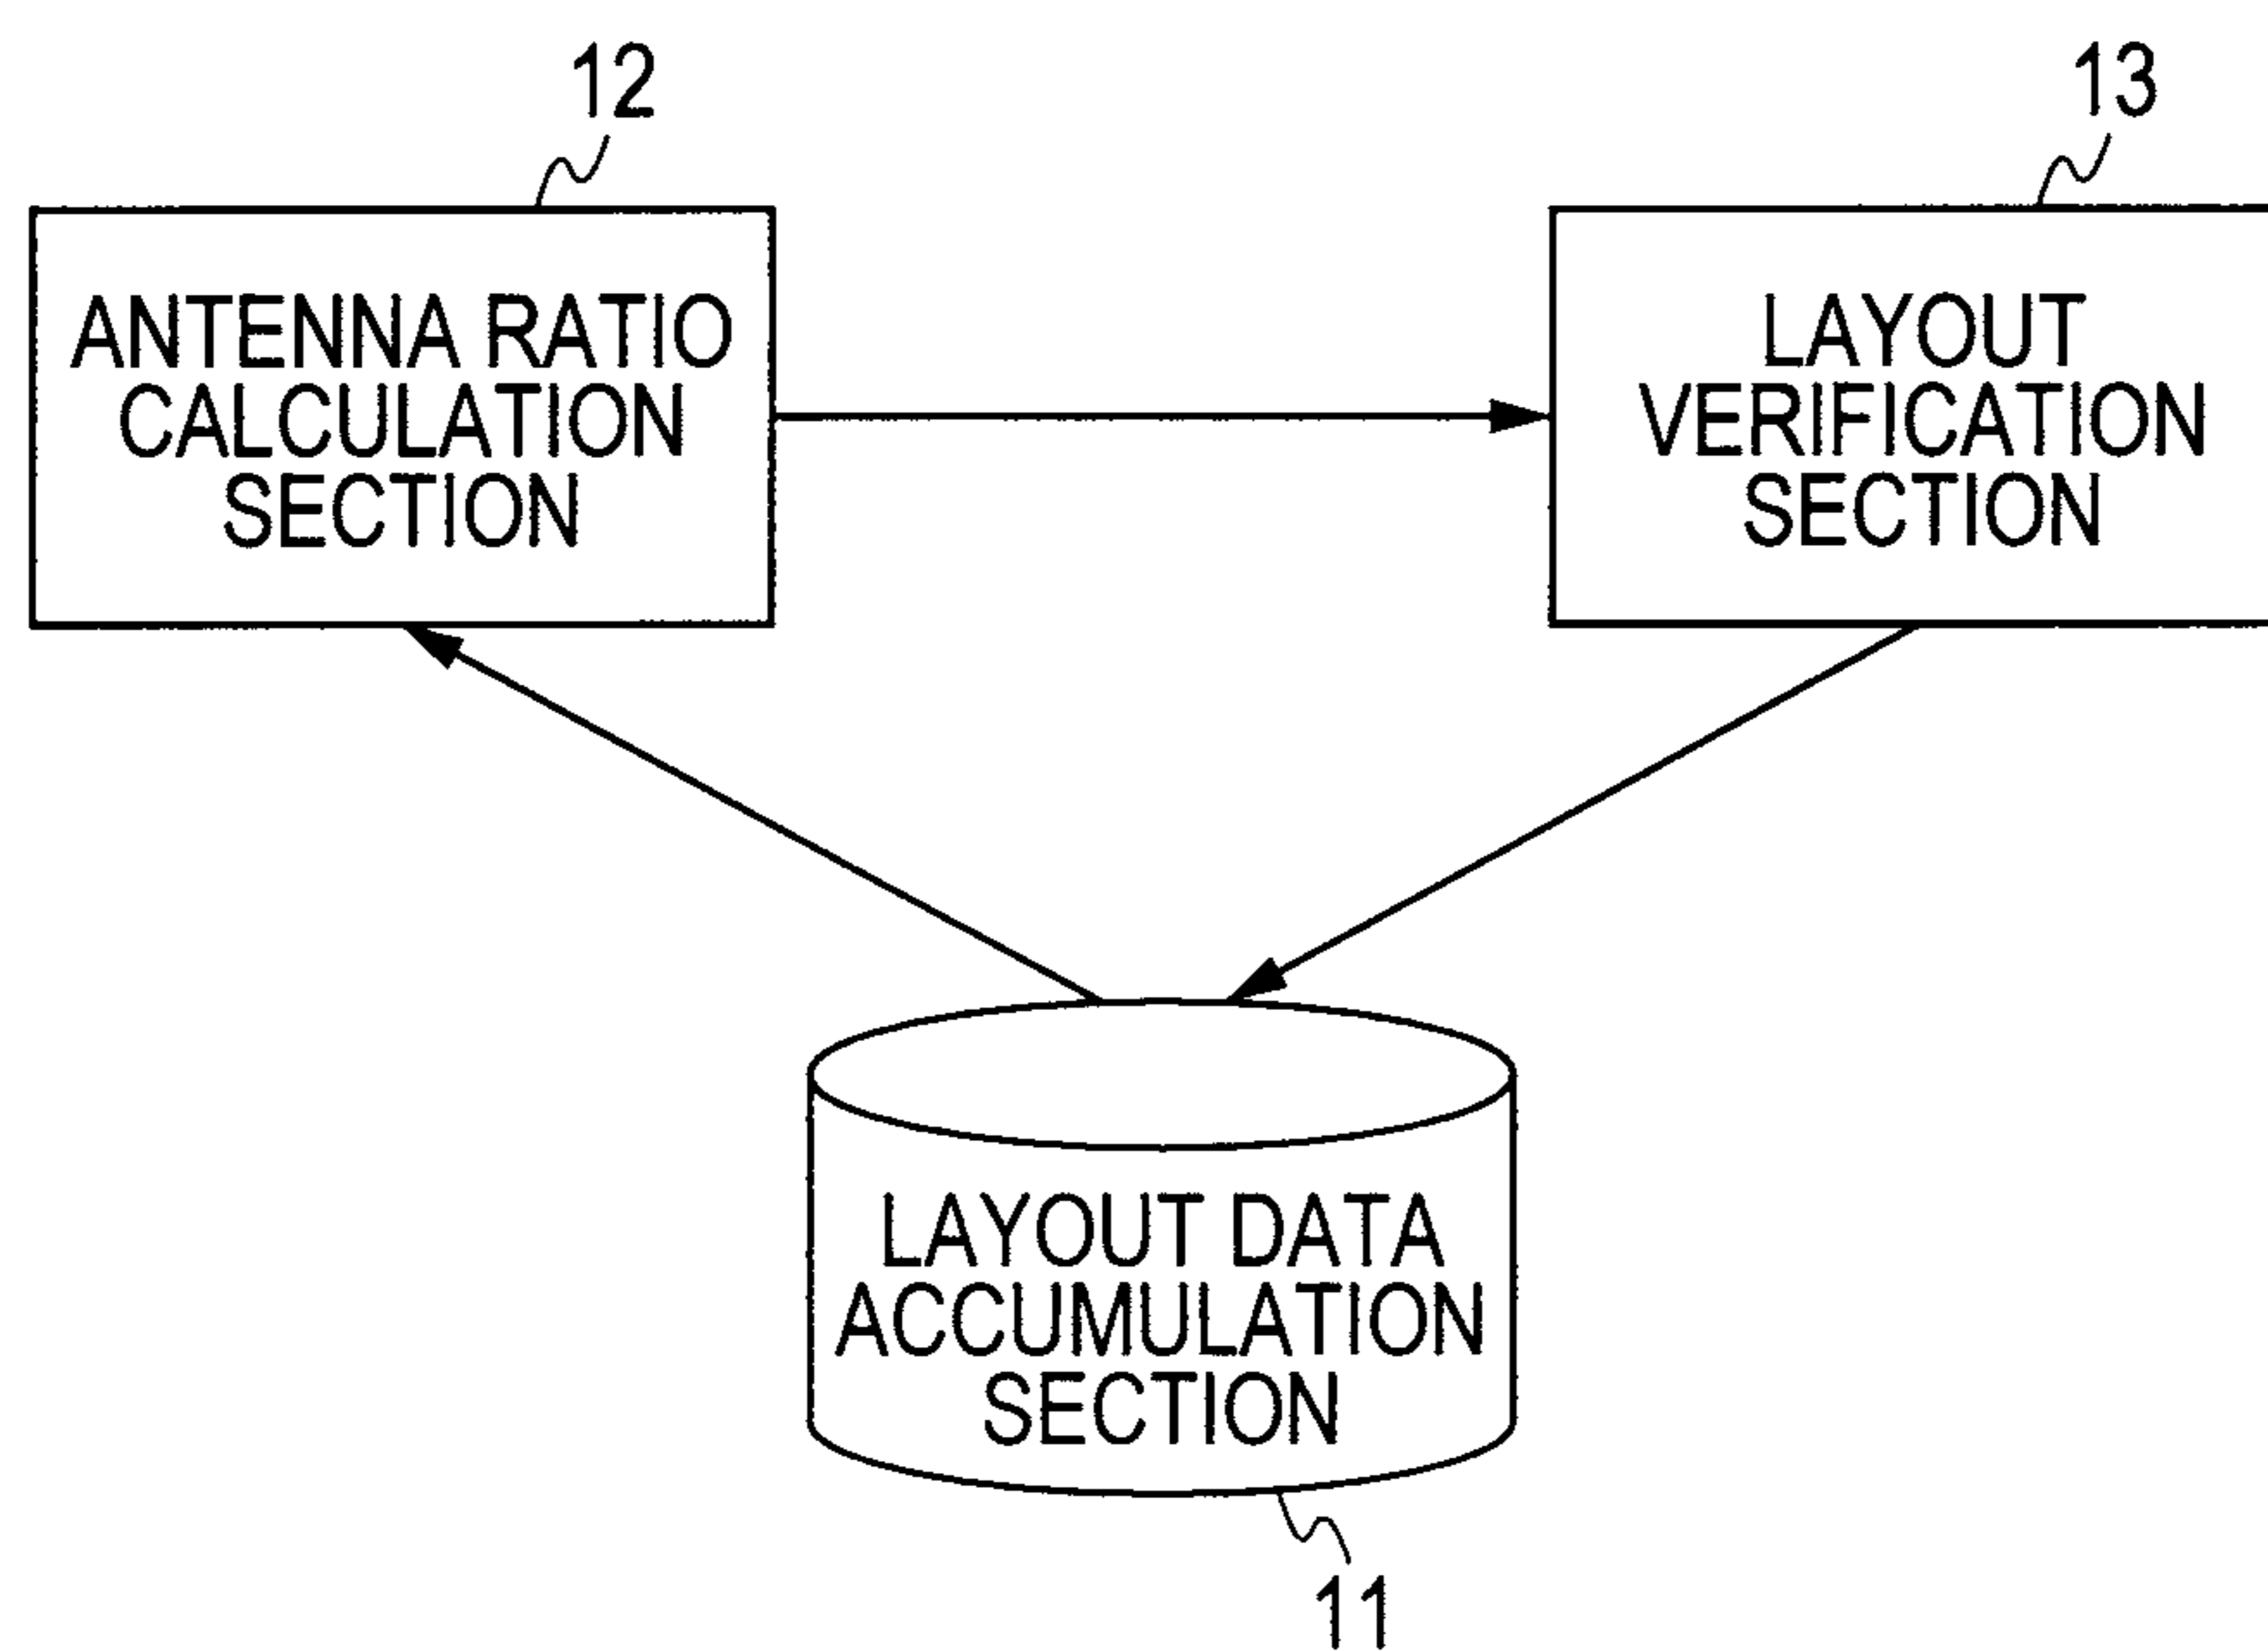 12
13
ANTENNA RATIO
CALCULATION
SECTION
LAYOUT
VERIFICATION
SECTION
LAYOUT DATA
ACCUMULATION
SECTION
11